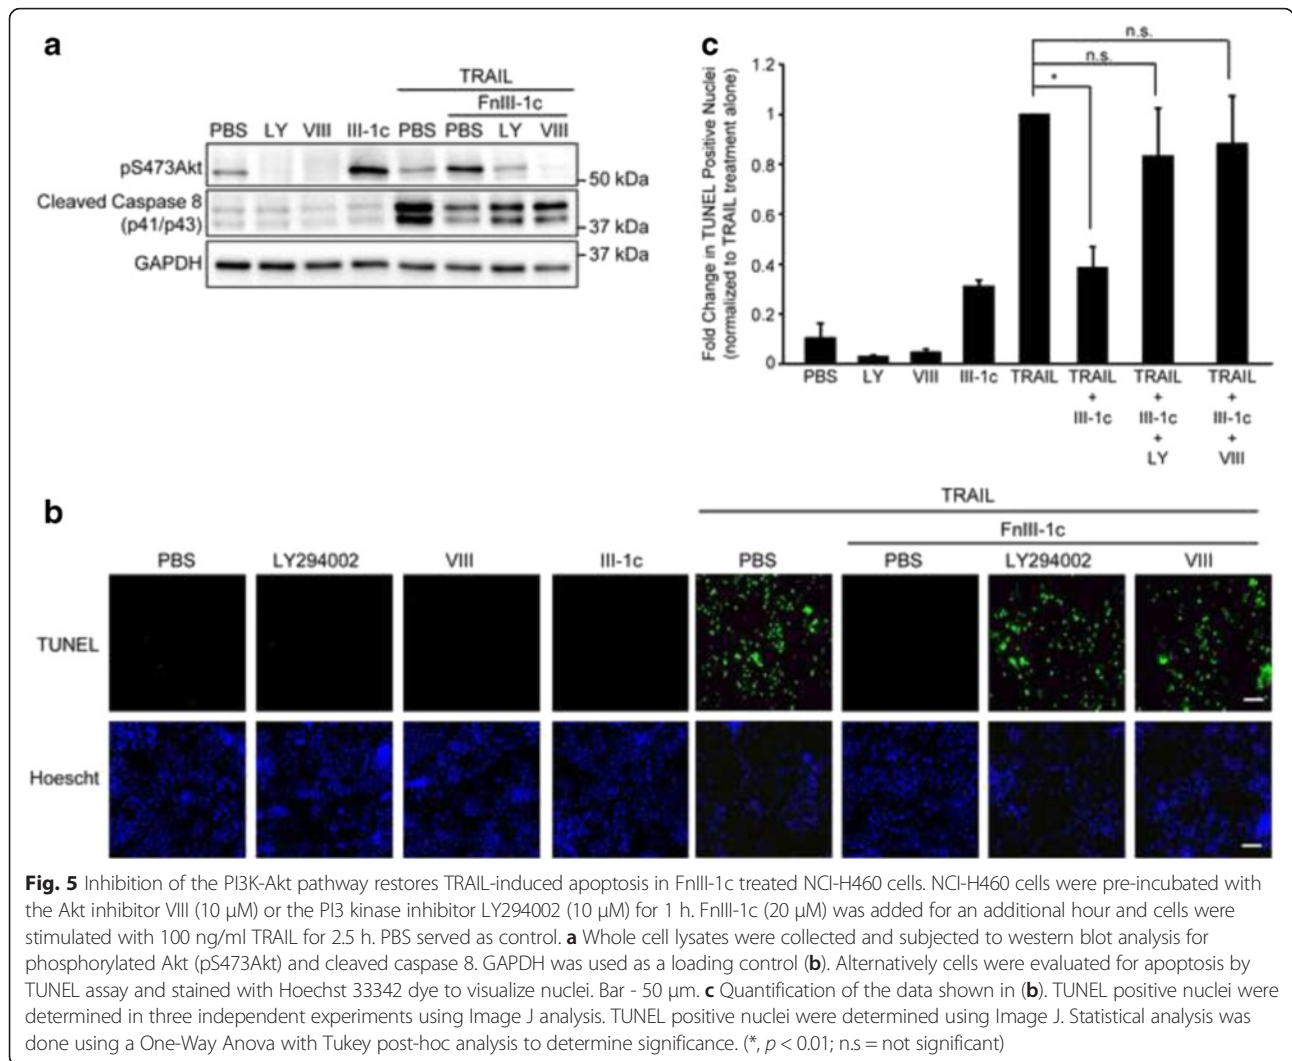 a
TRAIL
FnIII-1c
PBS LY VIII III-1c PBS PBS LY VIII
pS473Akt
50 kDa
Cleaved Caspase 8
(p41/p43)
37 kDa
GAPDH
37 kDa
c
Fold Change in TUNEL Positive Nuclei
(normalized to TRAIL treatment alone)
1.2
1
0.8
0.6
0.4
0.2
0
n.s.
n.s.
*
PBS LY VIII III-1c TRAIL TRAIL TRAIL TRAIL
+ + +
III-1c III-1c III-1c
+ +
LY VIII
b
TRAIL
FnIII-1c
PBS LY294002 VIII III-1c PBS PBS LY294002 VIII
TUNEL
Hoescht
Fig. 5 Inhibition of the PI3K-Akt pathway restores TRAIL-induced apoptosis in FnIII-1c treated NCI-H460 cells. NCI-H460 cells were pre-incubated with
the Akt inhibitor VIII (10 μM) or the PI3 kinase inhibitor LY294002 (10 μM) for 1 h. FnIII-1c (20 μM) was added for an additional hour and cells were
stimulated with 100 ng/ml TRAIL for 2.5 h. PBS served as control. a Whole cell lysates were collected and subjected to western blot analysis for
phosphorylated Akt (pS473Akt) and cleaved caspase 8. GAPDH was used as a loading control (b). Alternatively cells were evaluated for apoptosis by
TUNEL assay and stained with Hoechst 33342 dye to visualize nuclei. Bar - 50 μm. c Quantification of the data shown in (b). TUNEL positive nuclei were
determined in three independent experiments using Image J analysis. TUNEL positive nuclei were determined using Image J. Statistical analysis was
done using a One-Way Anova with Tukey post-hoc analysis to determine significance. (*, p < 0.01; n.s = not significant)